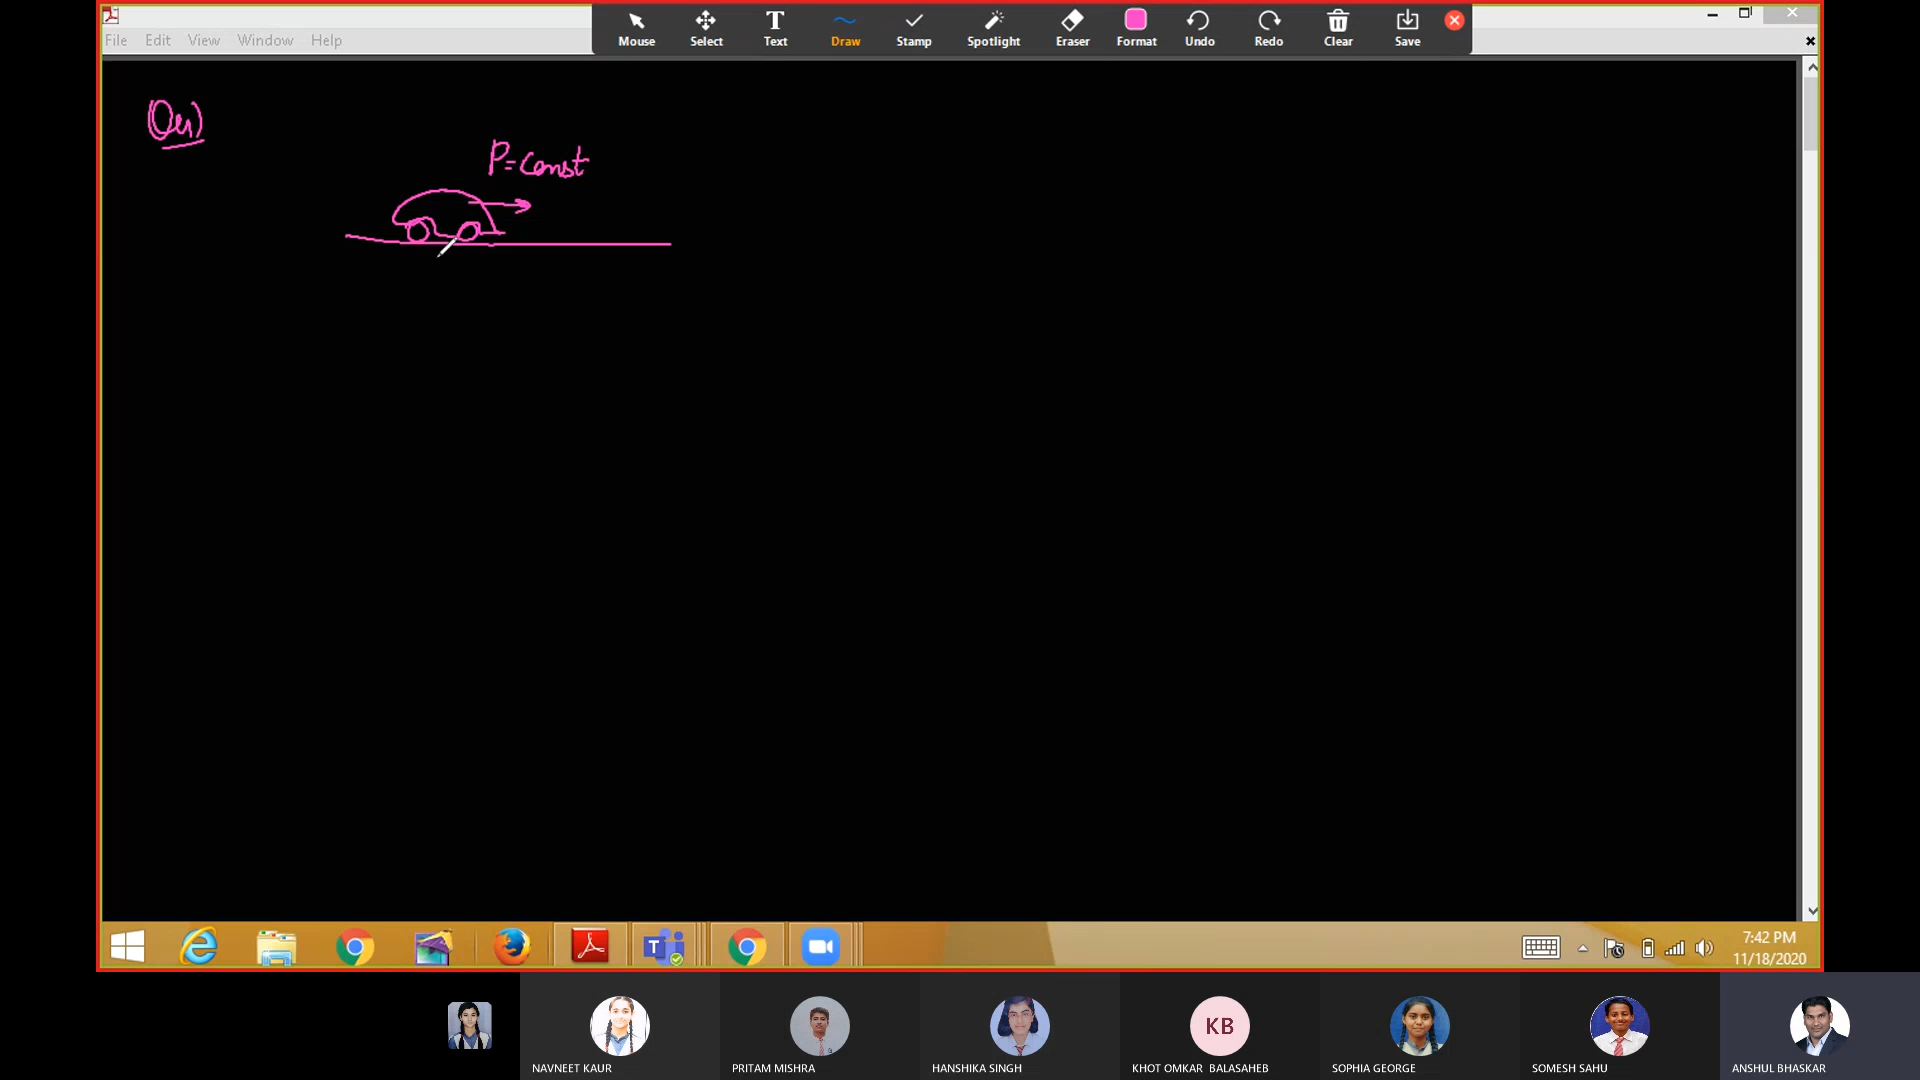 Mouse Select Text Draw Stamp Spotlight Eraser Format Undo Redo Clear Save
File Edit View Window Help
P=Const
7:42 PM
11/18/2020
KB
NAVNEET KAUR PRITAM MISHRA HANSHIKA SINGH KHOT OMKAR BALASAHEB SOPHIA GEORGE SOMESH SAHU ANSHUL BHASKAR